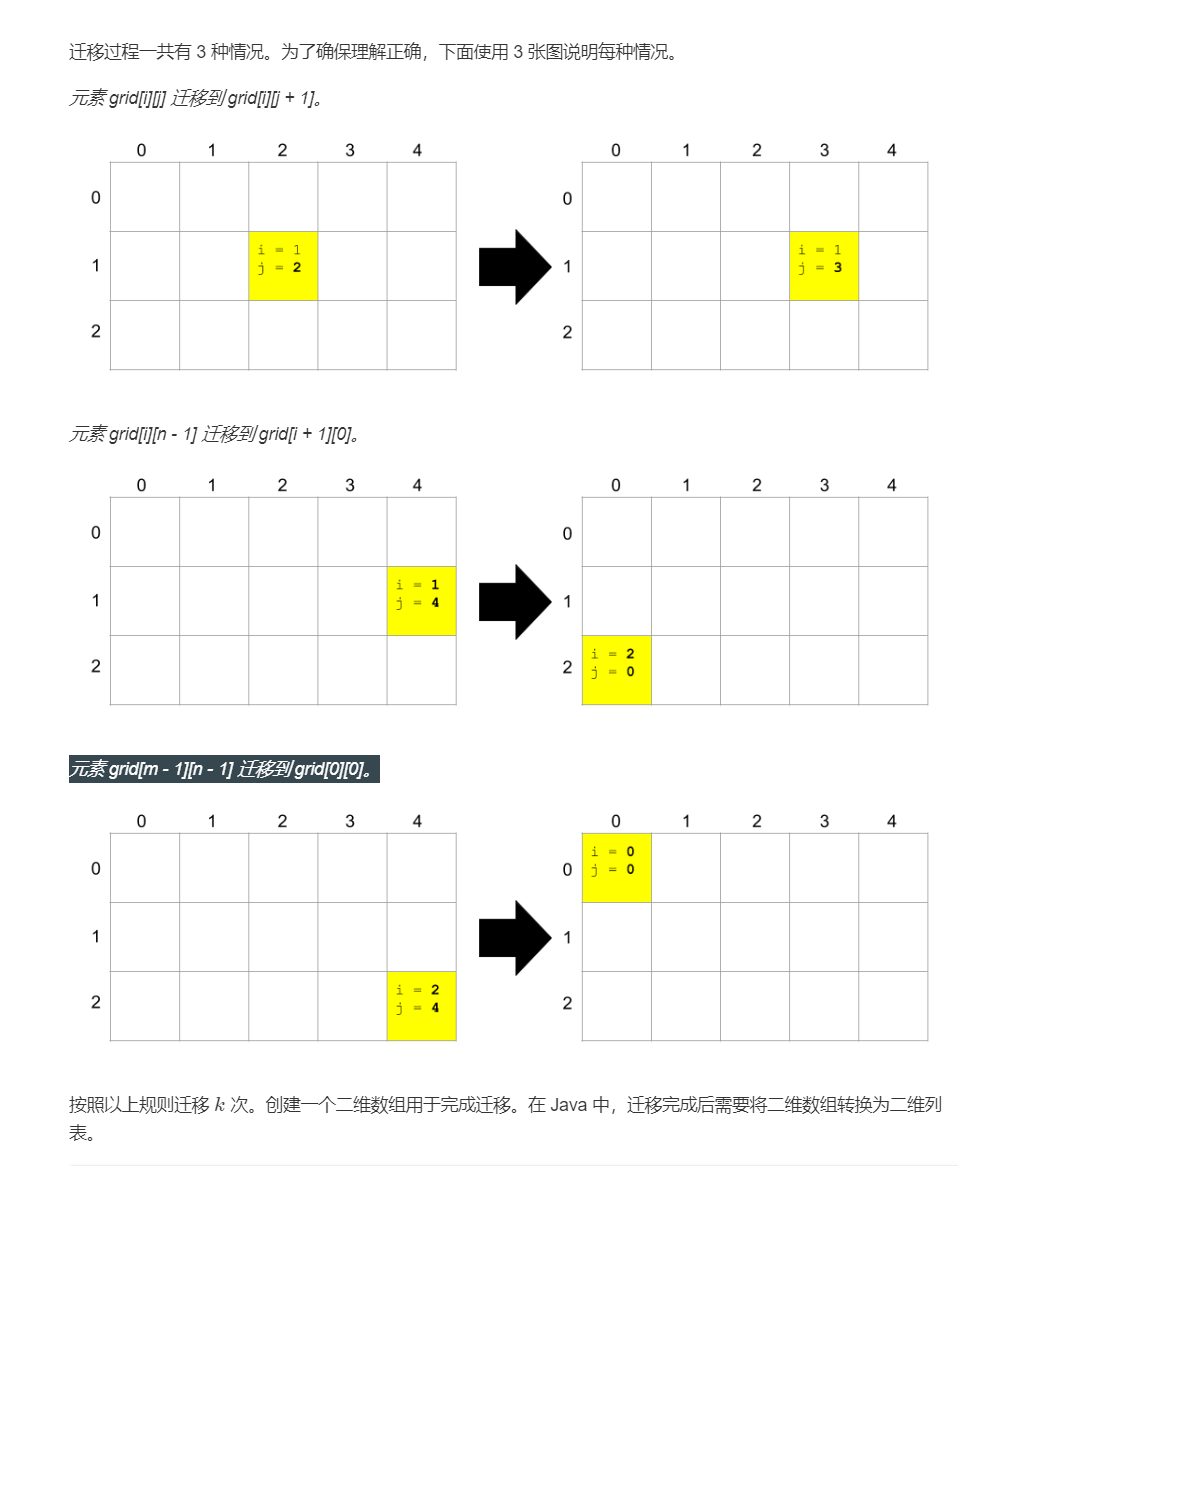 迁移过程一共有 3 种情况。为了确保理解正确，下面使用 3 张图说明每种情况。
元素 grid[i][j] 迁移到 grid[i][j + 1]。
0 1 2 3 4 0 1 2 3 4
0 0
i = 1 i = 1
1 1
j = 2 j = 3
2 2
元素 grid[i][n - 1] 迁移到 grid[i + 1][0]。
0 1 2 3 4 0 1 2 3 4
0 0
i = 1
1 1
j = 4
i = 2
2 2
j = 0
元素 grid[m - 1][n - 1] 迁移到 grid[0][0]。
0 1 2 3 4 0 1 2 3 4
i = 0
0 0
j = 0
1 1
i = 2
2 2
j = 4
按照以上规则迁移 k 次。创建一个二维数组用于完成迁移。在 Java 中，迁移完成后需要将二维数组转换为二维列
表。